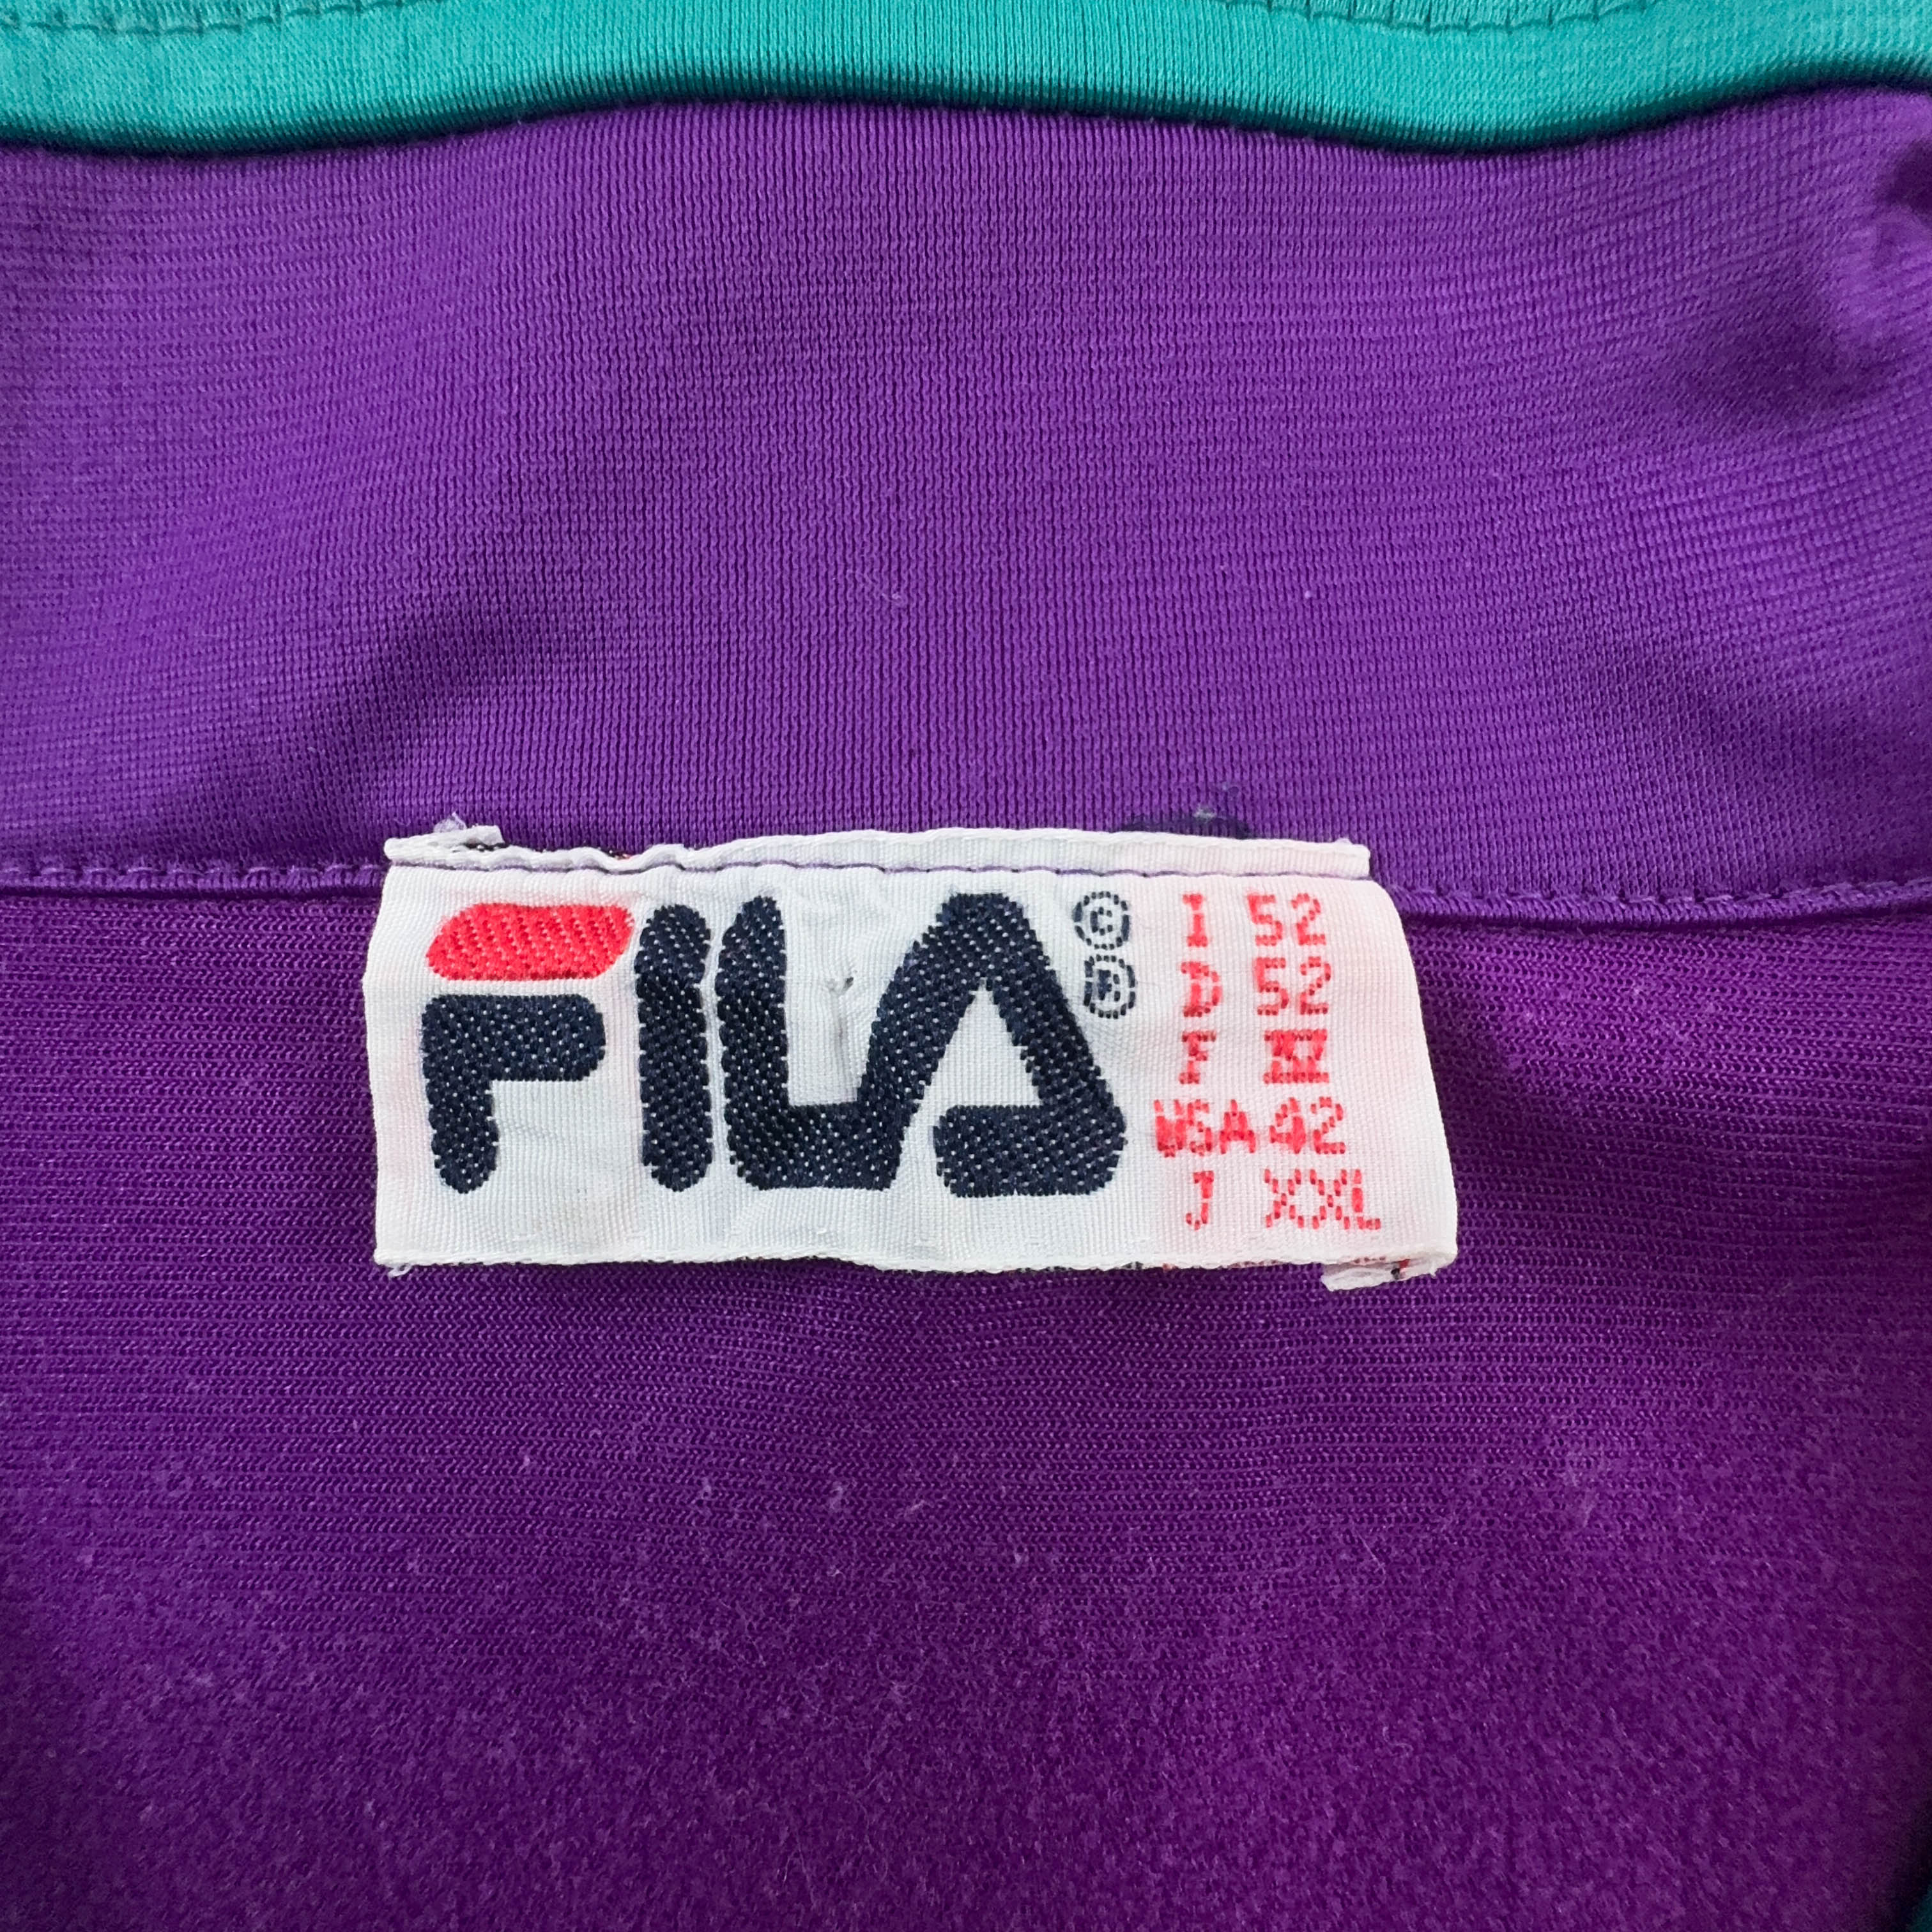 FILA © ®
I 52
D 52
F IV
USA 42
J XXL